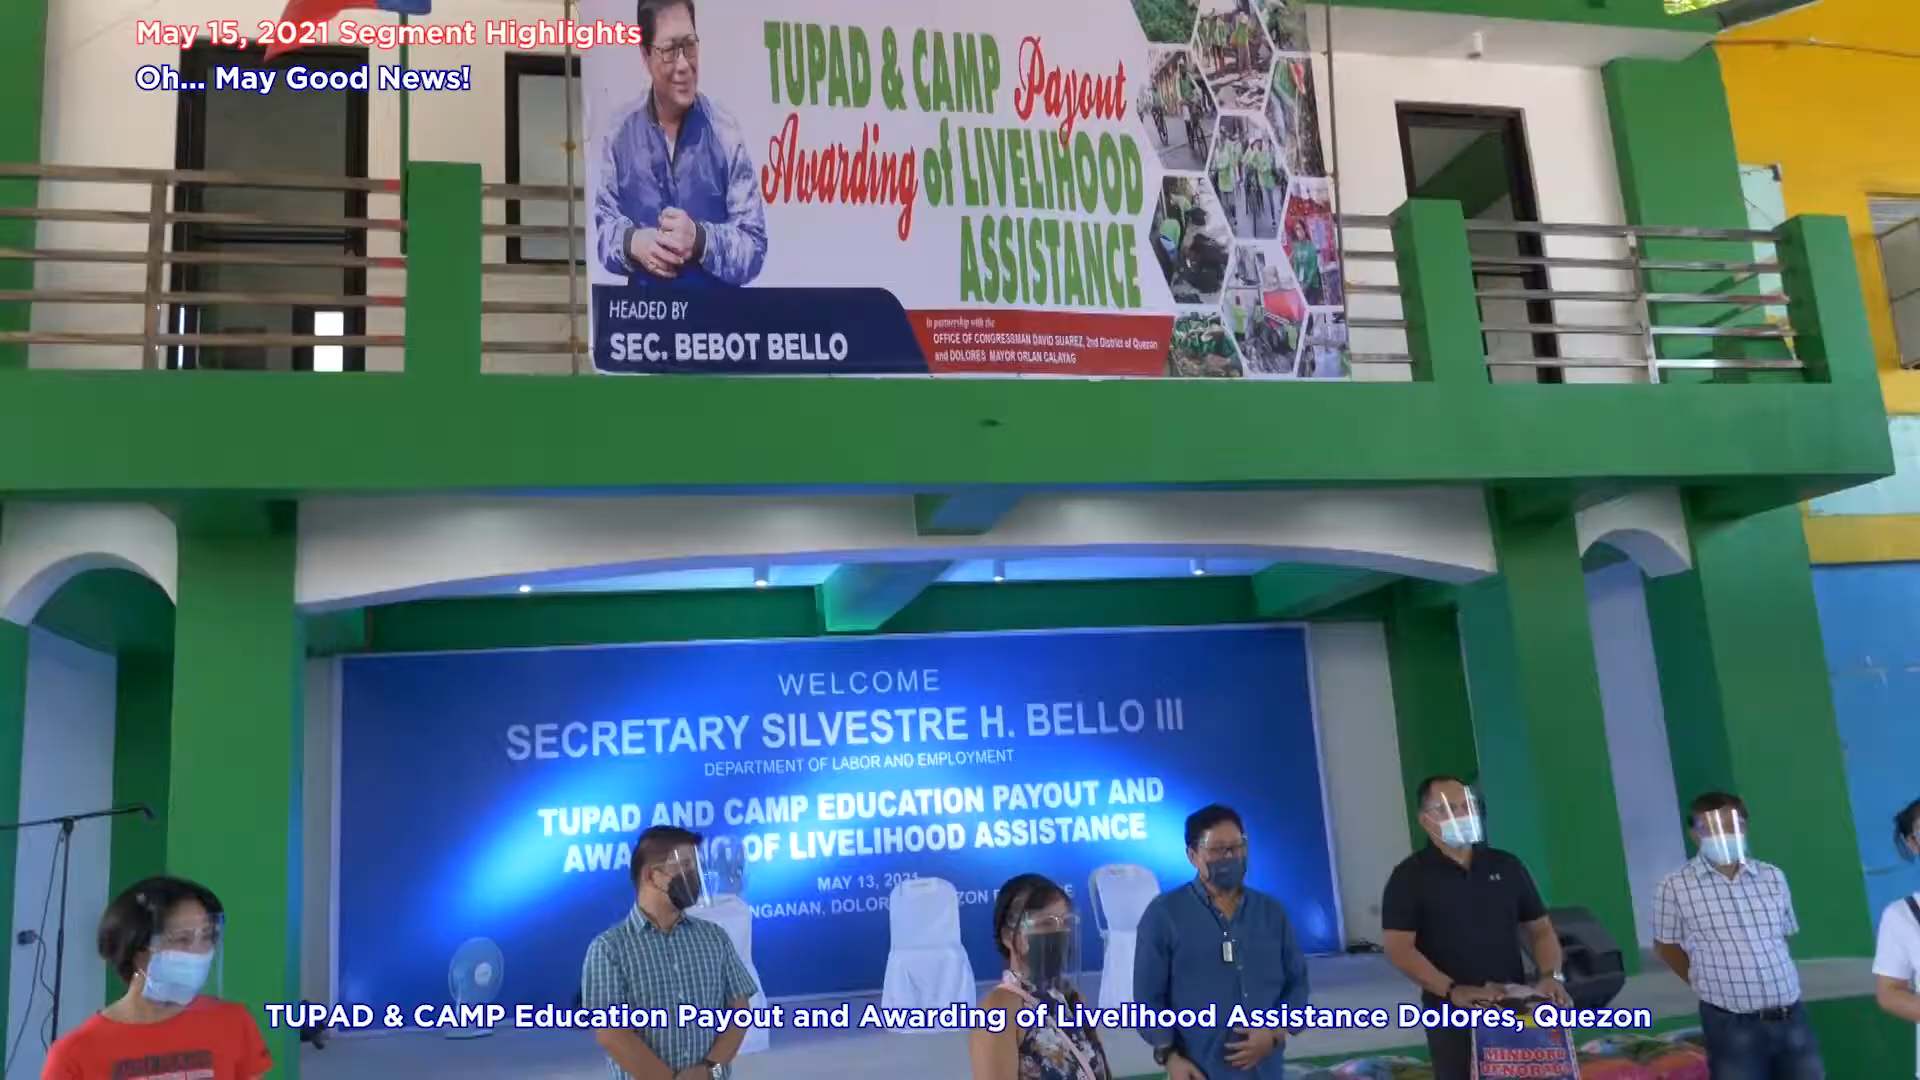 May 15, 2021 Segment Highlights
Oh... May Good News!
TUPAD & CAMP Payout
Awarding of LIVELIHOOD
ASSISTANCE
HEADED BY
SEC. BEBOT BELLO
In partnership with the
OFFICE OF CONGRESSMAN DAVID SUAREZ, 2nd District of Quezon
and DOLORES MAYOR ORLAN CALAYAG
WELCOME
SECRETARY SILVESTRE H. BELLO III
DEPARTMENT OF LABOR AND EMPLOYMENT
TUPAD AND CAMP EDUCATION PAYOUT AND
OF LIVELIHOOD ASSISTANCE
MAY 13, 2021
TUPAD & CAMP Education Payout and Awarding of Livelihood Assistance Dolores, Quezon
MINDORO